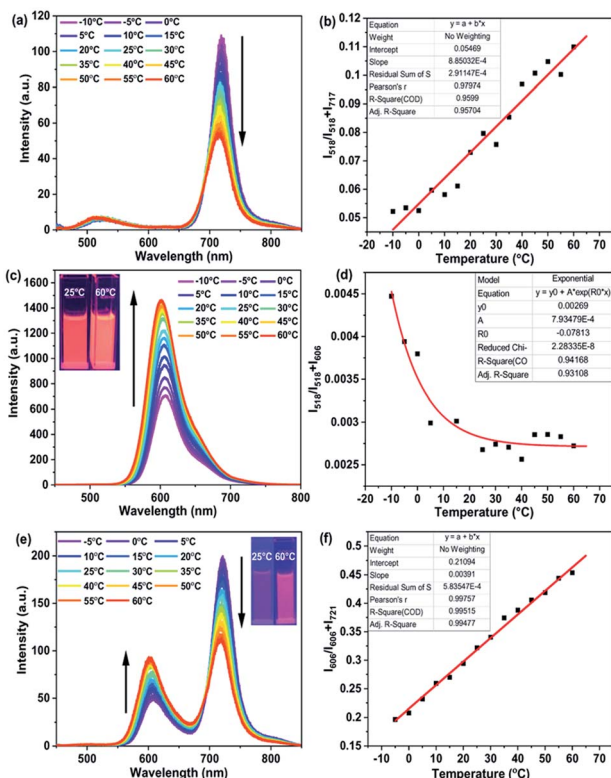 (a)
120
100
80
60
40
20
0
Intensity (a.u.)
-10°C -5°C 0°C
5°C 10°C 15°C
20°C 25°C 30°C
35°C 40°C 45°C
50°C 55°C 60°C
500 600 700 800
Wavelength (nm)
(b)
0.12
0.11
0.10
0.09
0.08
0.07
0.06
0.05
I518/I518+I717
Equation y = a + b*x
Weight No Weighting
Intercept 0.05469
Slope 8.85032E-4
Residual Sum of S 2.91147E-4
Pearson's r 0.97974
R-Square(COD) 0.9599
Adj. R-Square 0.95704
-20 -10 0 10 20 30 40 50 60 70
Temperature (°C)
(c)
1600
1400
1200
1000
800
600
400
200
0
Intensity (a.u.)
25°C 60°C
-10°C -5°C 0°C
5°C 10°C 15°C
20°C 25°C 30°C
35°C 40°C 45°C
50°C 55°C 60°C
500 600 700 800
Wavelength (nm)
(d)
0.0045
0.0040
0.0035
0.0030
0.0025
I518/I518+I606
Model Exponential
Equation y = y0 + A*exp(R0*x)
y0 0.00269
A 7.93479E-4
R0 -0.07813
Reduced Chi- 2.28335E-8
R-Square(CO 0.94168
Adj. R-Square 0.93108
-20 -10 0 10 20 30 40 50 60 70
Temperature (°C)
(e)
200
150
100
50
0
Intensity (a.u.)
-5°C 0°C 5°C
10°C 15°C 20°C
25°C 30°C 35°C
40°C 45°C 50°C
55°C 60°C
25°C 60°C
500 600 700 800
Wavelength (nm)
(f)
0.5
0.45
0.4
0.35
0.3
0.25
0.2
0.15
0.1
I606/I606+I721
Equation y = a + b*x
Weight No Weighting
Intercept 0.21094
Slope 0.00391
Residual Sum of S 5.83547E-4
Pearson's r 0.99757
R-Square(COD) 0.99515
Adj. R-Square 0.99477
-20 -10 0 10 20 30 40 50 60 70
Temperature (°C)